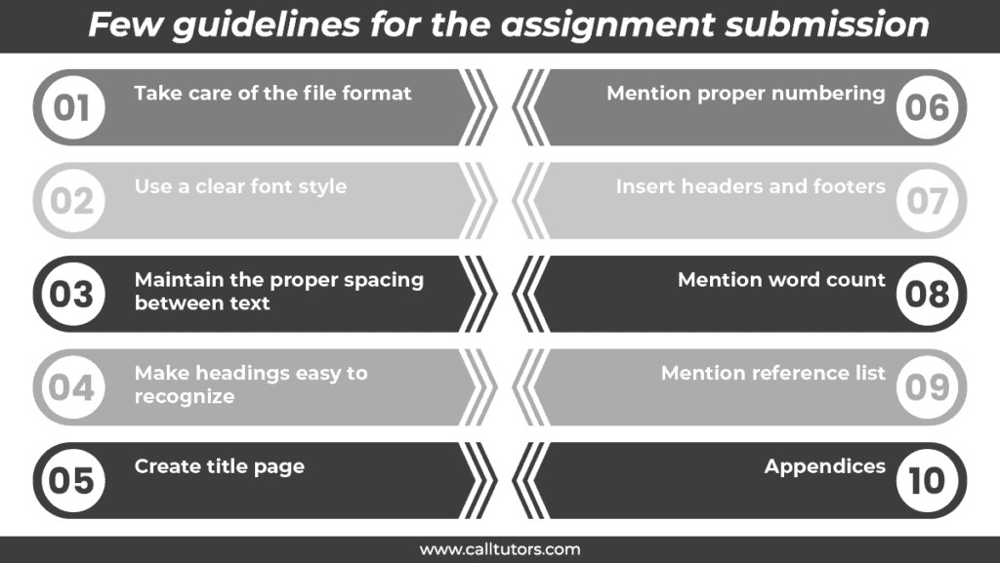 Few guidelines for the assignment submission
01
Take care of the file format
02
Use a clear font style
03
Maintain the proper spacing
between text
04
Make headings easy to
recognize
05
Create title page
Mention proper numbering
06
Insert headers and footers
07
Mention word count
08
Mention reference list
09
Appendices
10
www.calltutors.com